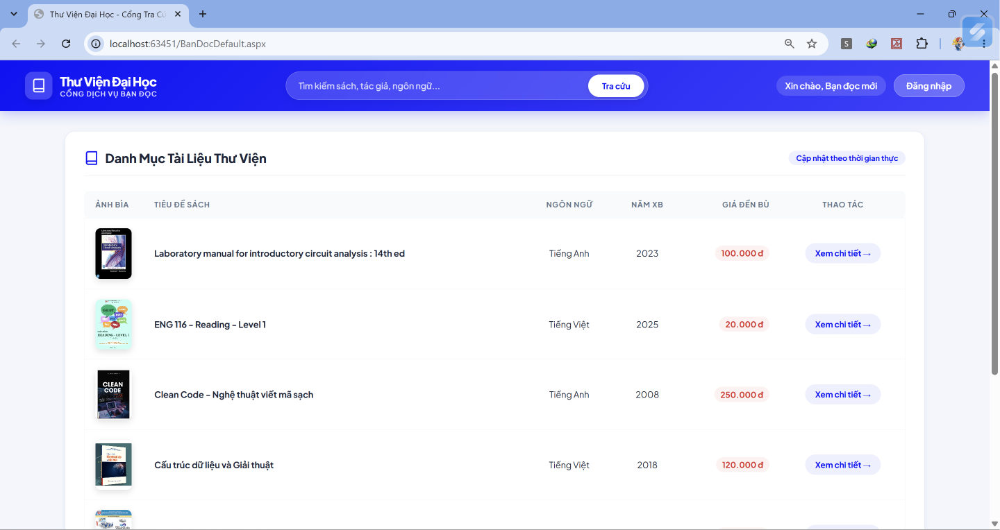 Thư Viện Đại Học - Cổng Tra Cứ
localhost:63451/BanDocDefault.aspx
S
Thư Viện Đại Học
CỔNG DỊCH VỤ BẠN ĐỌC
Tìm kiếm sách, tác giả, ngôn ngữ...
Tra cứu
Xin chào, Bạn đọc mới
Đăng nhập
Danh Mục Tài Liệu Thư Viện
Cập nhật theo thời gian thực
ẢNH BÌA TIÊU ĐỀ SÁCH NGÔN NGỮ NĂM XB GIÁ ĐỀN BÙ THAO TÁC
Laboratory manual for introductory circuit analysis : 14th ed Tiếng Anh 2023 100.000 đ Xem chi tiết →
READING - LEVEL 1
ENG 116 - Reading - Level 1 Tiếng Việt 2025 20.000 đ Xem chi tiết →
CLEAN
CODE
Clean Code - Nghệ thuật viết mã sạch Tiếng Anh 2008 250.000 đ Xem chi tiết →
Cấu trúc dữ liệu và Giải thuật Tiếng Việt 2018 120.000 đ Xem chi tiết →